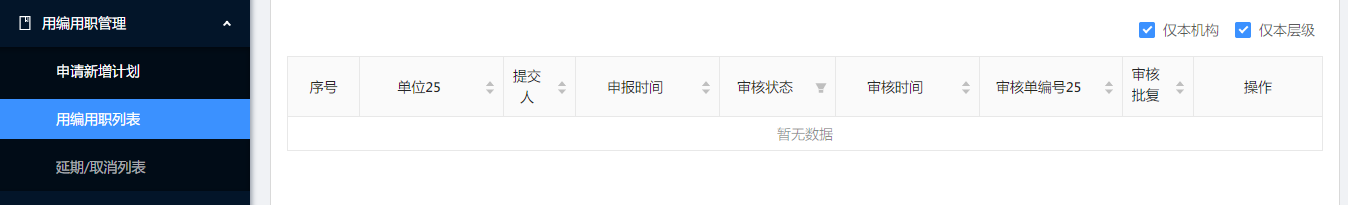 用编用职管理
申请新增计划
用编用职列表
延期/取消列表
仅本机构 仅本层级
序号 单位25 提交人 申报时间 审核状态 审核时间 审核单编号25 审核批复 操作
暂无数据